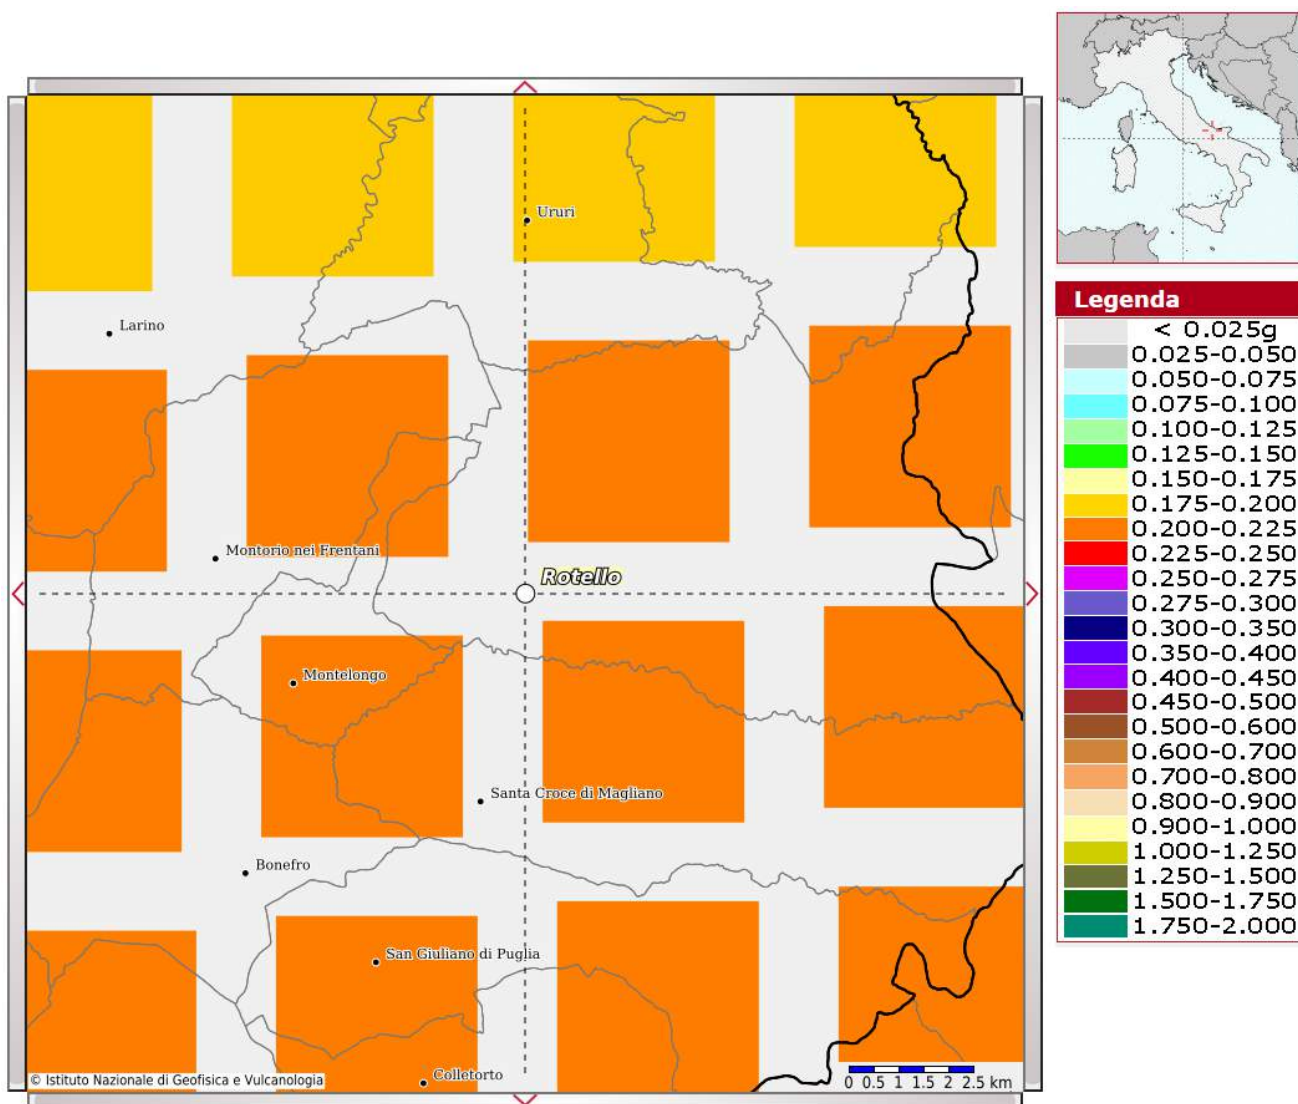 Ururi
Larino
Montorio nei Frentani
Rotello
Montelongo
Santa Croce di Magliano
Bonefro
San Giuliano di Puglia
Colletorto
© Istituto Nazionale di Geofisica e Vulcanologia
0 0.5 1 1.5 2 2.5 km
Legenda
< 0.025g
0.025-0.050
0.050-0.075
0.075-0.100
0.100-0.125
0.125-0.150
0.150-0.175
0.175-0.200
0.200-0.225
0.225-0.250
0.250-0.275
0.275-0.300
0.300-0.350
0.350-0.400
0.400-0.450
0.450-0.500
0.500-0.600
0.600-0.700
0.700-0.800
0.800-0.900
0.900-1.000
1.000-1.250
1.250-1.500
1.500-1.750
1.750-2.000